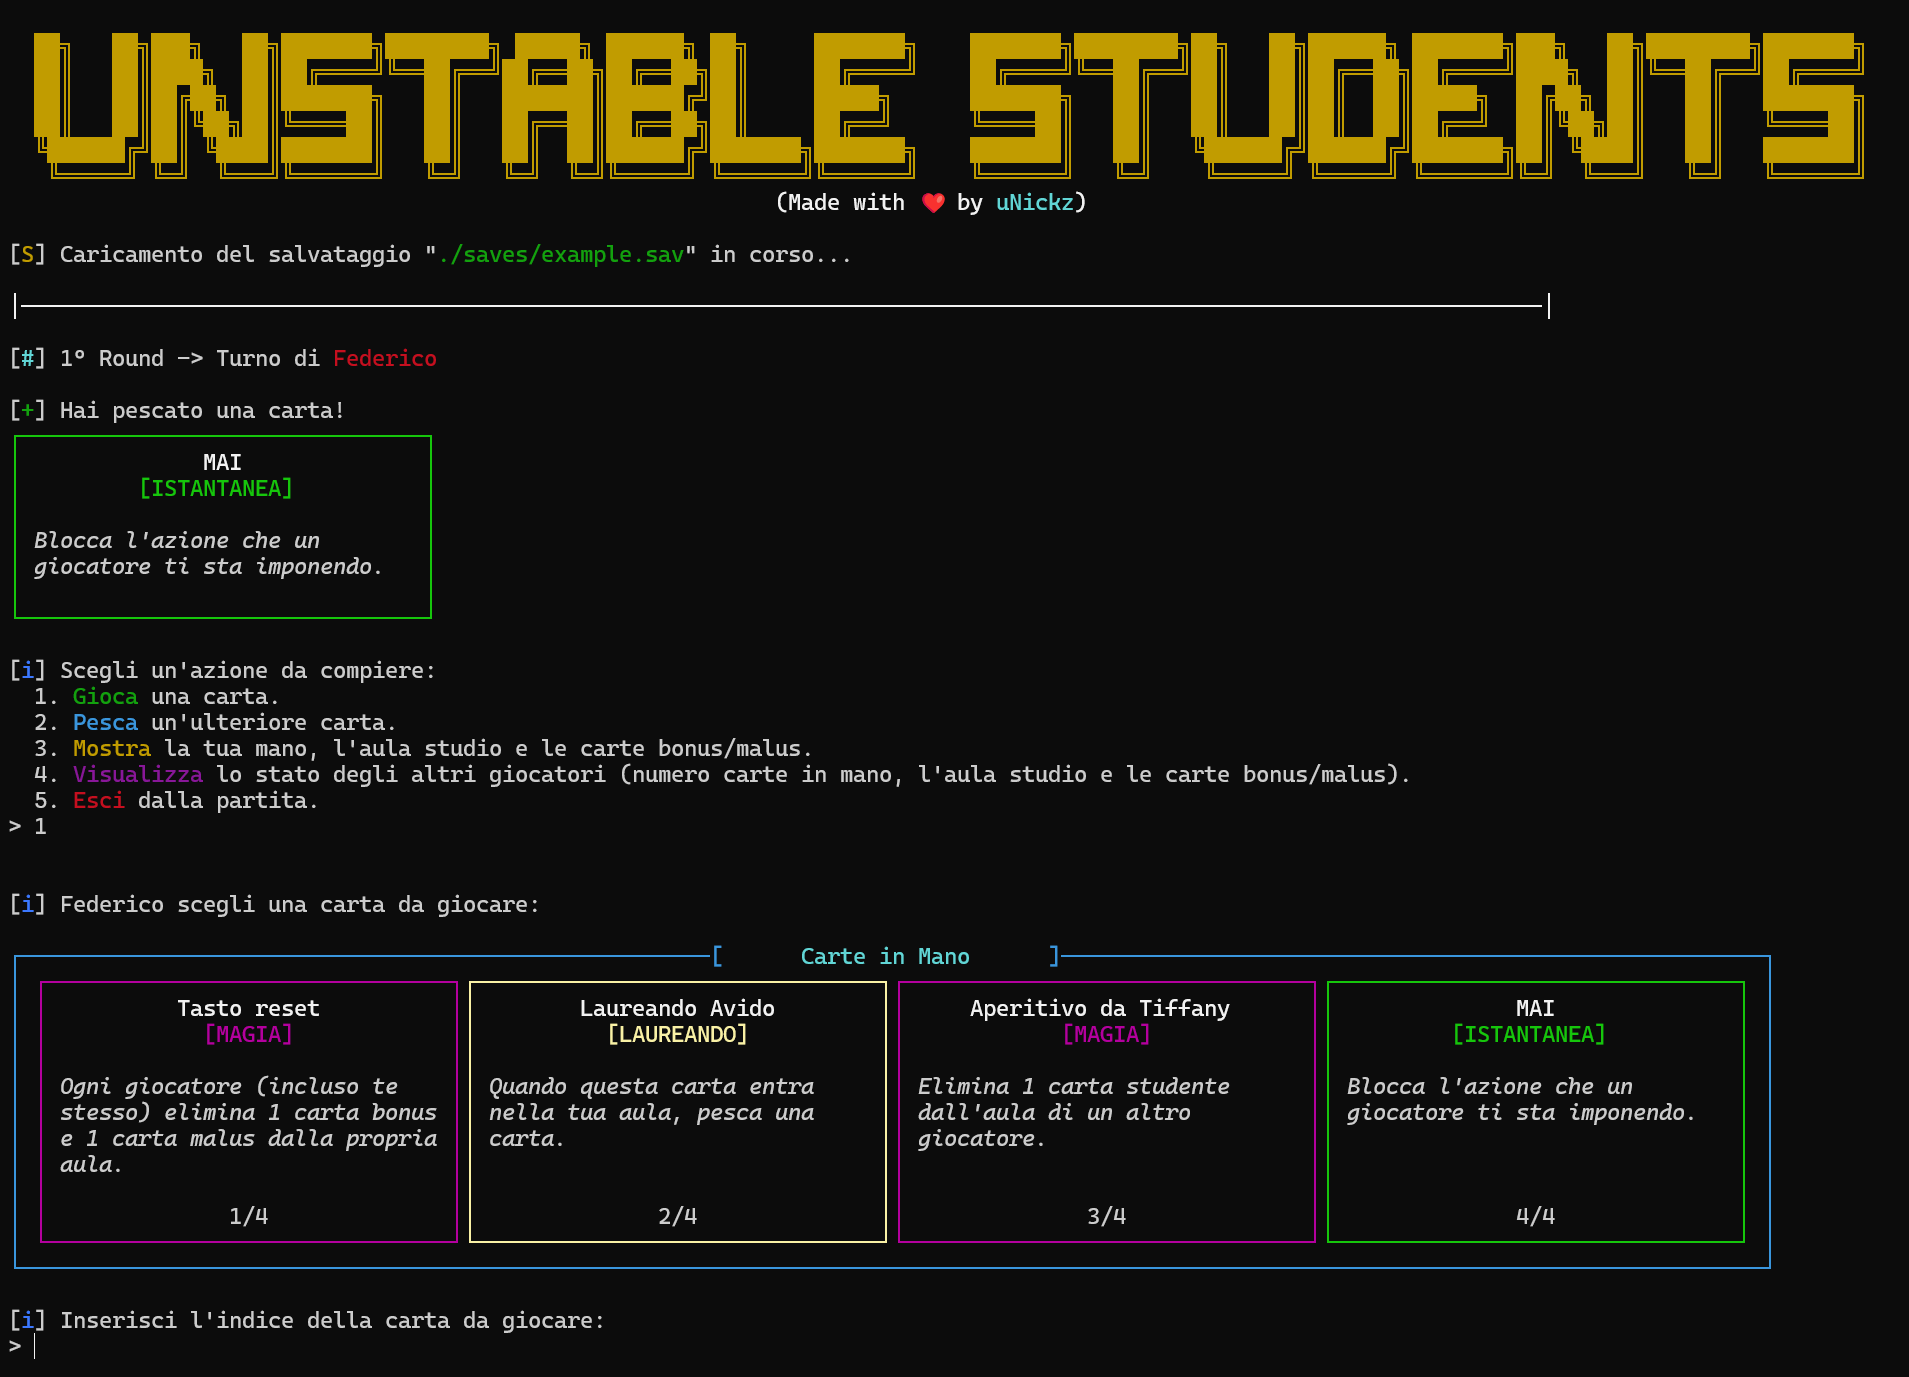 UNSTABLE STUDENTS
(Made with ❤️ by uNickz)
[S] Caricamento del salvataggio "./saves/example.sav" in corso...
[#] 1º Round -> Turno di Federico
[+] Hai pescato una carta!
MAI
[ISTANTANEA]
Blocca l'azione che un
giocatore ti sta imponendo.
[i] Scegli un'azione da compiere:
1. Gioca una carta.
2. Pesca un'ulteriore carta.
3. Mostra la tua mano, l'aula studio e le carte bonus/malus.
4. Visualizza lo stato degli altri giocatori (numero carte in mano, l'aula studio e le carte bonus/malus).
5. Esci dalla partita.
> 1
[i] Federico scegli una carta da giocare:
[ Carte in Mano ]
Tasto reset
[MAGIA]
Ogni giocatore (incluso te
stesso) elimina 1 carta bonus
e 1 carta malus dalla propria
aula.
1/4
Laureando Avido
[LAUREANDO]
Quando questa carta entra
nella tua aula, pesca una
carta.
2/4
Aperitivo da Tiffany
[MAGIA]
Elimina 1 carta studente
dall'aula di un altro
giocatore.
3/4
MAI
[ISTANTANEA]
Blocca l'azione che un
giocatore ti sta imponendo.
4/4
[i] Inserisci l'indice della carta da giocare:
>